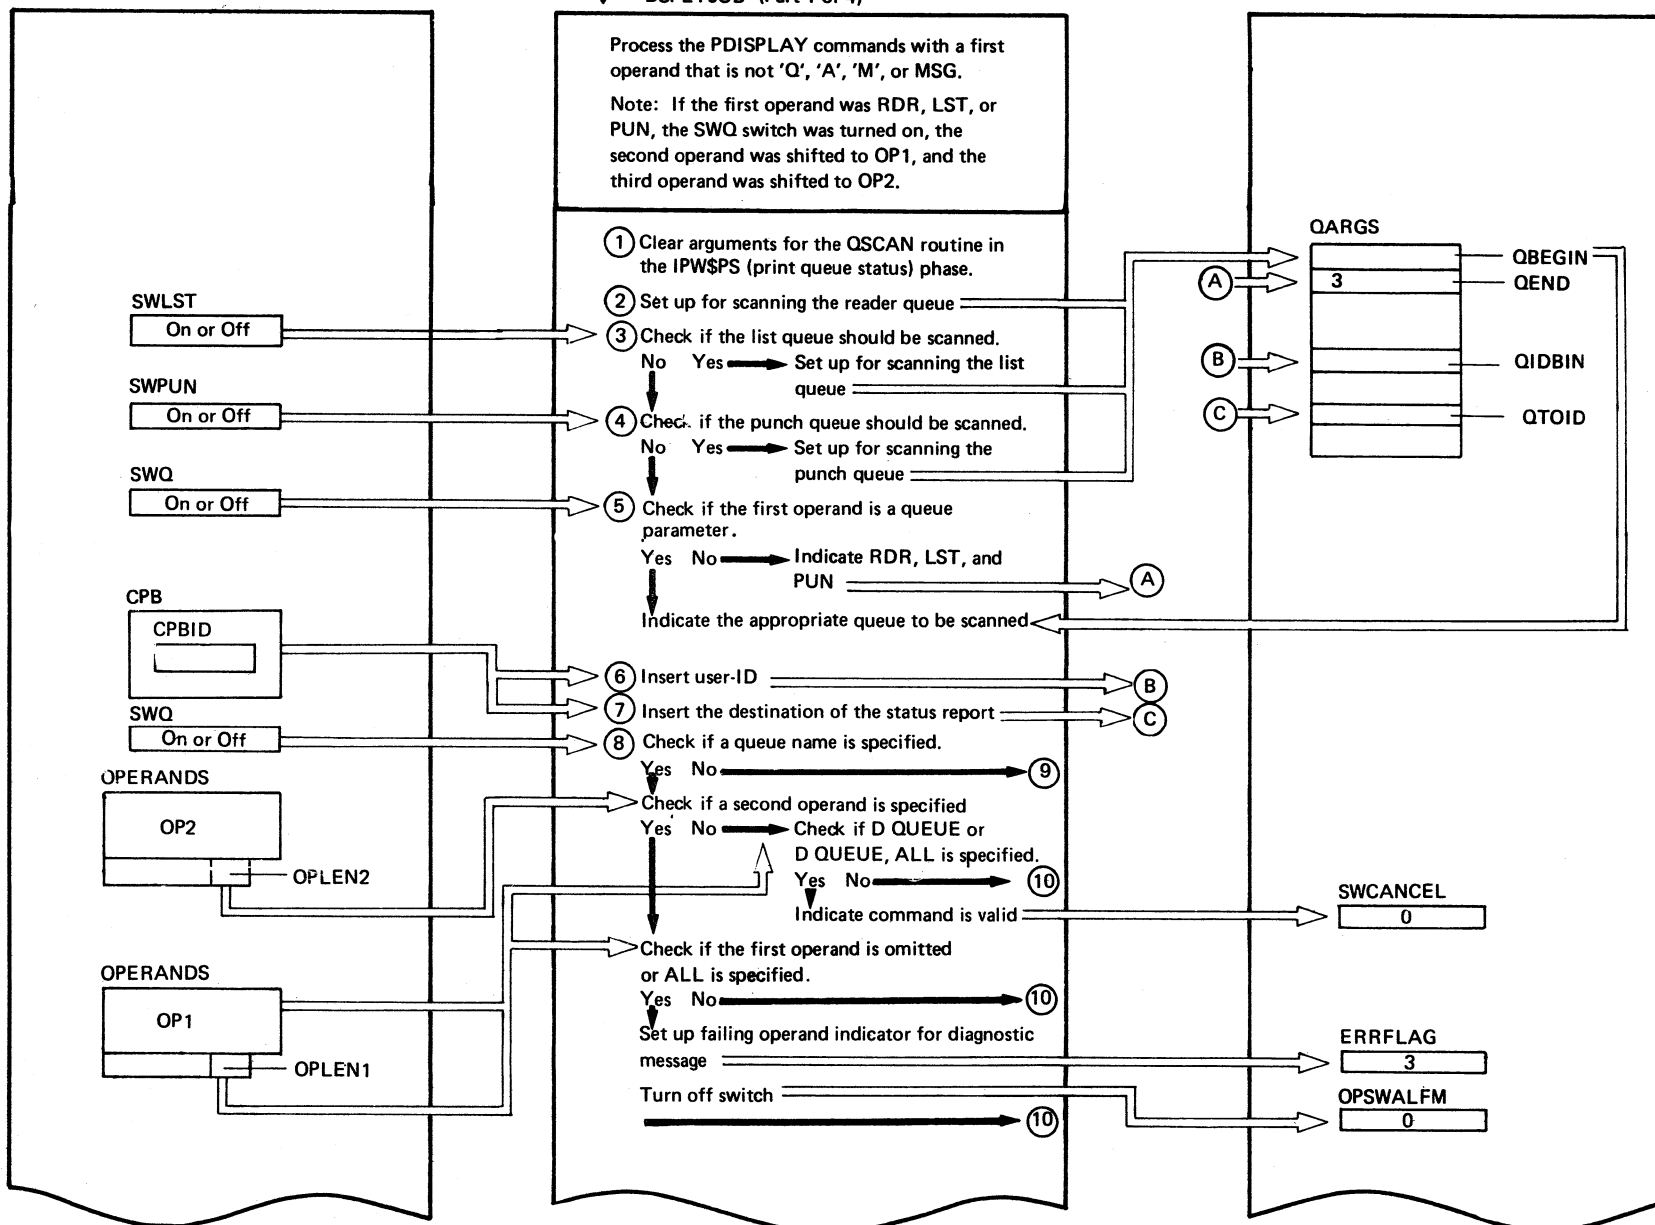 (Part 1 of 4)
Process the PDISPLAY commands with a first
operand that is not 'Q', 'A', 'M', or MSG.
Note: If the first operand was RDR, LST, or
PUN, the SWQ switch was turned on, the
second operand was shifted to OP1, and the
third operand was shifted to OP2.
1 Clear arguments for the QSCAN routine in
the IPW$PS (print queue status) phase.
2 Set up for scanning the reader queue
SWLST
On or Off
3 Check if the list queue should be scanned.
No Yes Set up for scanning the list
queue
SWPUN
On or Off
4 Check if the punch queue should be scanned.
No Yes Set up for scanning the
punch queue
SWQ
On or Off
5 Check if the first operand is a queue
parameter.
Yes No Indicate RDR, LST, and
PUN
A
Indicate the appropriate queue to be scanned
QARGS
QBEGIN
A 3 QEND
B QIDBIN
C QTOID
CPB
CPBID
6 Insert user-ID
B
7 Insert the destination of the status report
C
SWQ
On or Off
8 Check if a queue name is specified.
Yes No 9
OPERANDS
OP2
OPLEN2
Check if a second operand is specified
Yes No Check if D QUEUE or
D QUEUE, ALL is specified.
Yes No 10
Indicate command is valid
SWCANCEL
0
OPERANDS
OP1
OPLEN1
Check if the first operand is omitted
or ALL is specified.
Yes No 10
Set up failing operand indicator for diagnostic
message
ERRFLAG
3
Turn off switch
OPSWALFM
0
10